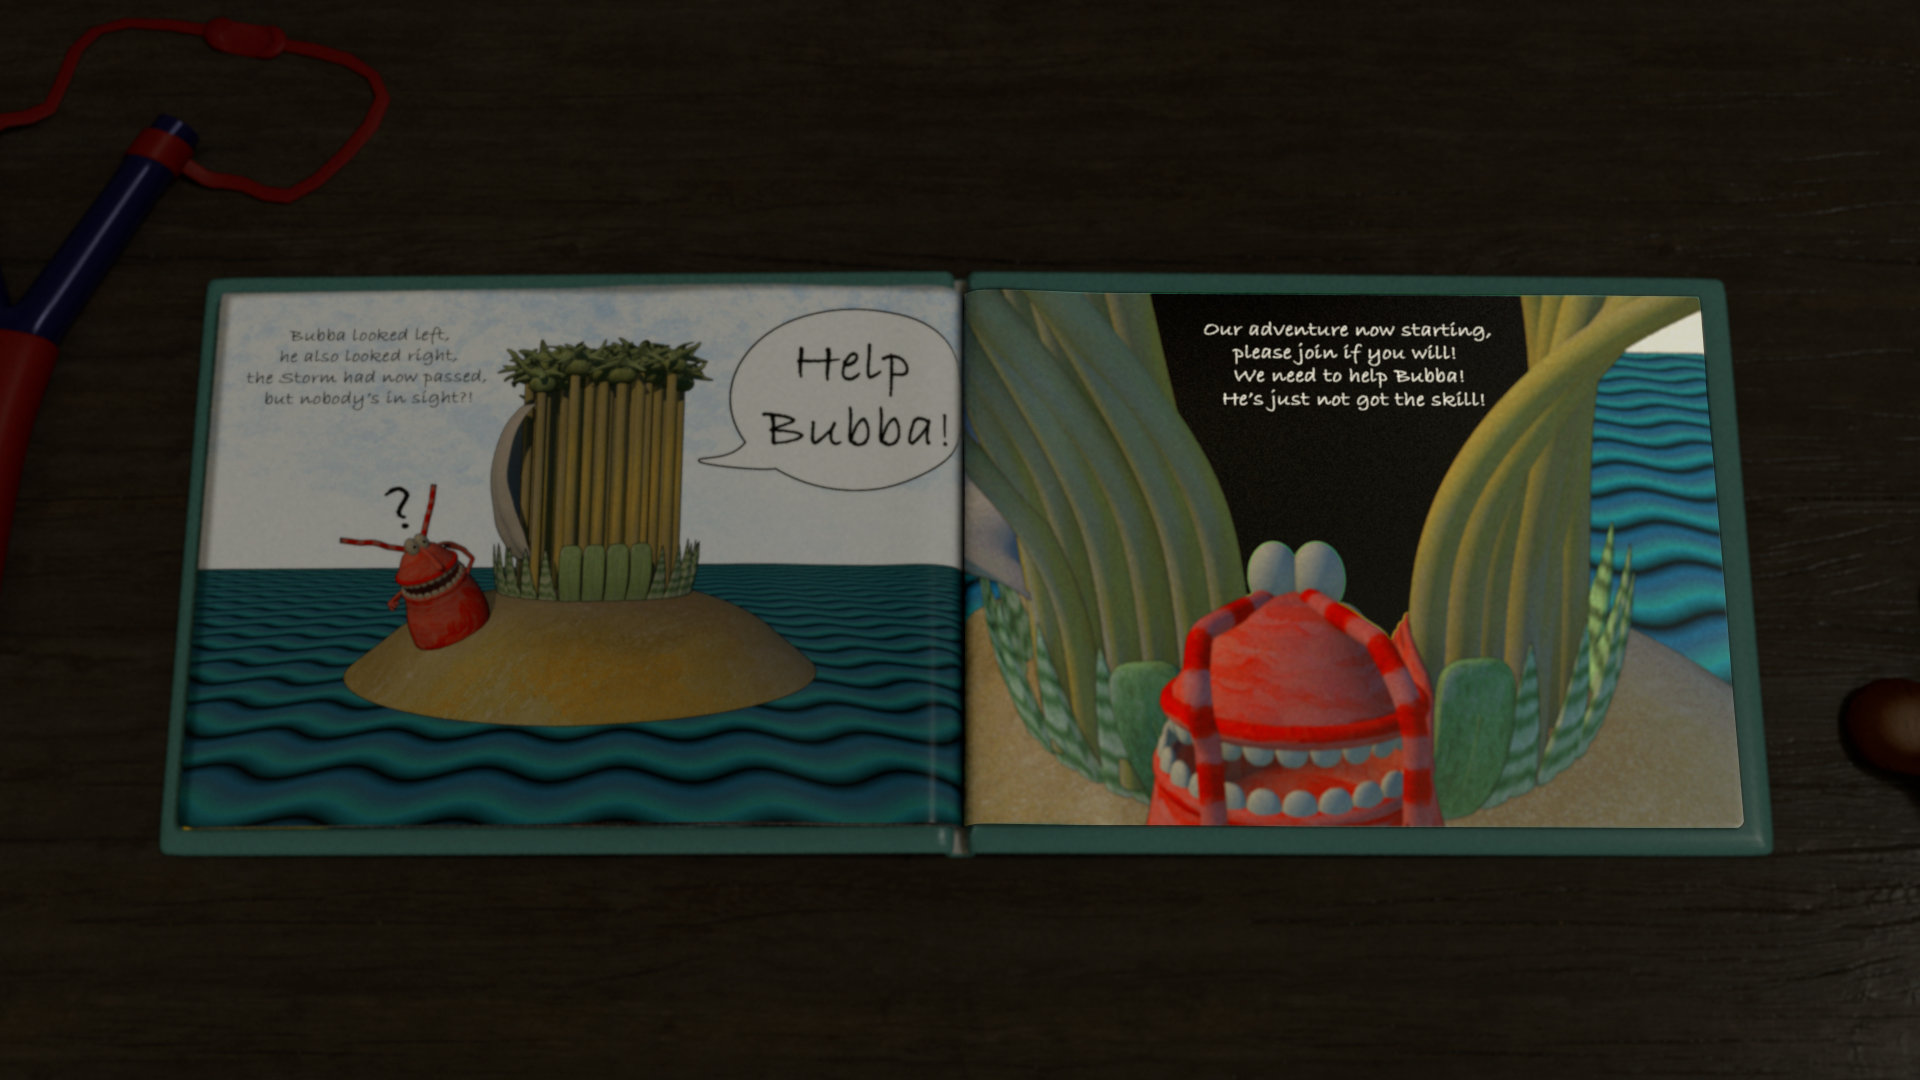 Bubba looked left,
he also looked right,
the Storm had now passed,
but nobody's in sight?!
?
Help
Bubba!
Our adventure now starting,
please join if you will!
We need to help Bubba!
He's just not got the skill!